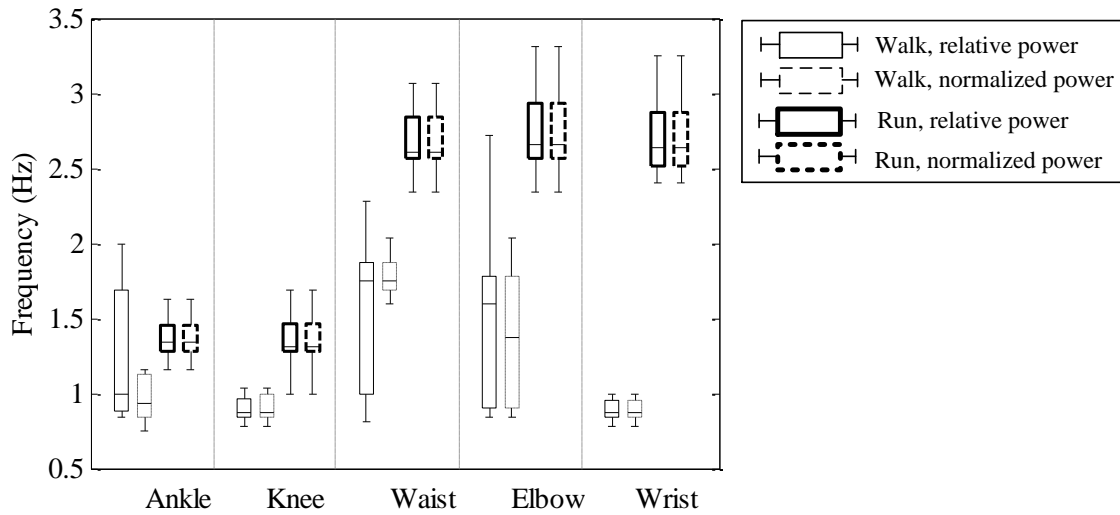 3.5
3
2.5
2
1.5
1
0.5
Frequency (Hz)
Ankle Knee Waist Elbow Wrist
Walk, relative power
Walk, normalized power
Run, relative power
Run, normalized power